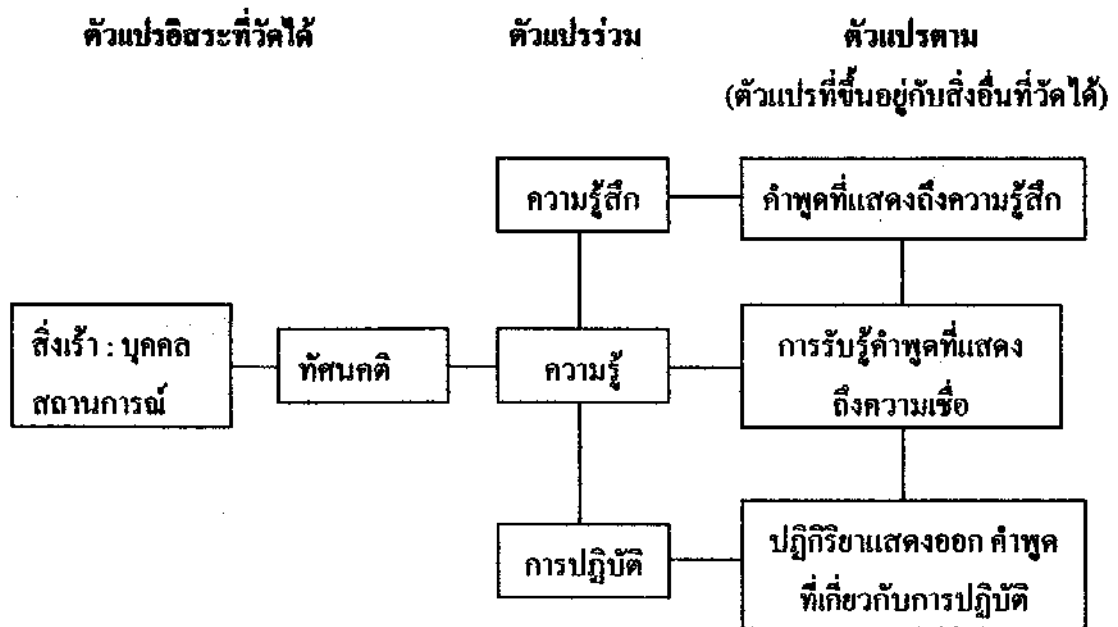 ตัวแปรอิสระที่วัดได้
ตัวแปรร่วม
ตัวแปรตาม
(ตัวแปรที่ขึ้นอยู่กับสิ่งอื่นที่วัดได้)
ความรู้สึก
คำพูดที่แสดงถึงความรู้สึก
สิ่งเร้า : บุคคล
สถานการณ์
ทัศนคติ
ความรู้
การรับรู้คำพูดที่แสดง
ถึงความเชื่อ
การปฏิบัติ
ปฏิกิริยาแสดงออก คำพูด
ที่เกี่ยวกับการปฏิบัติ